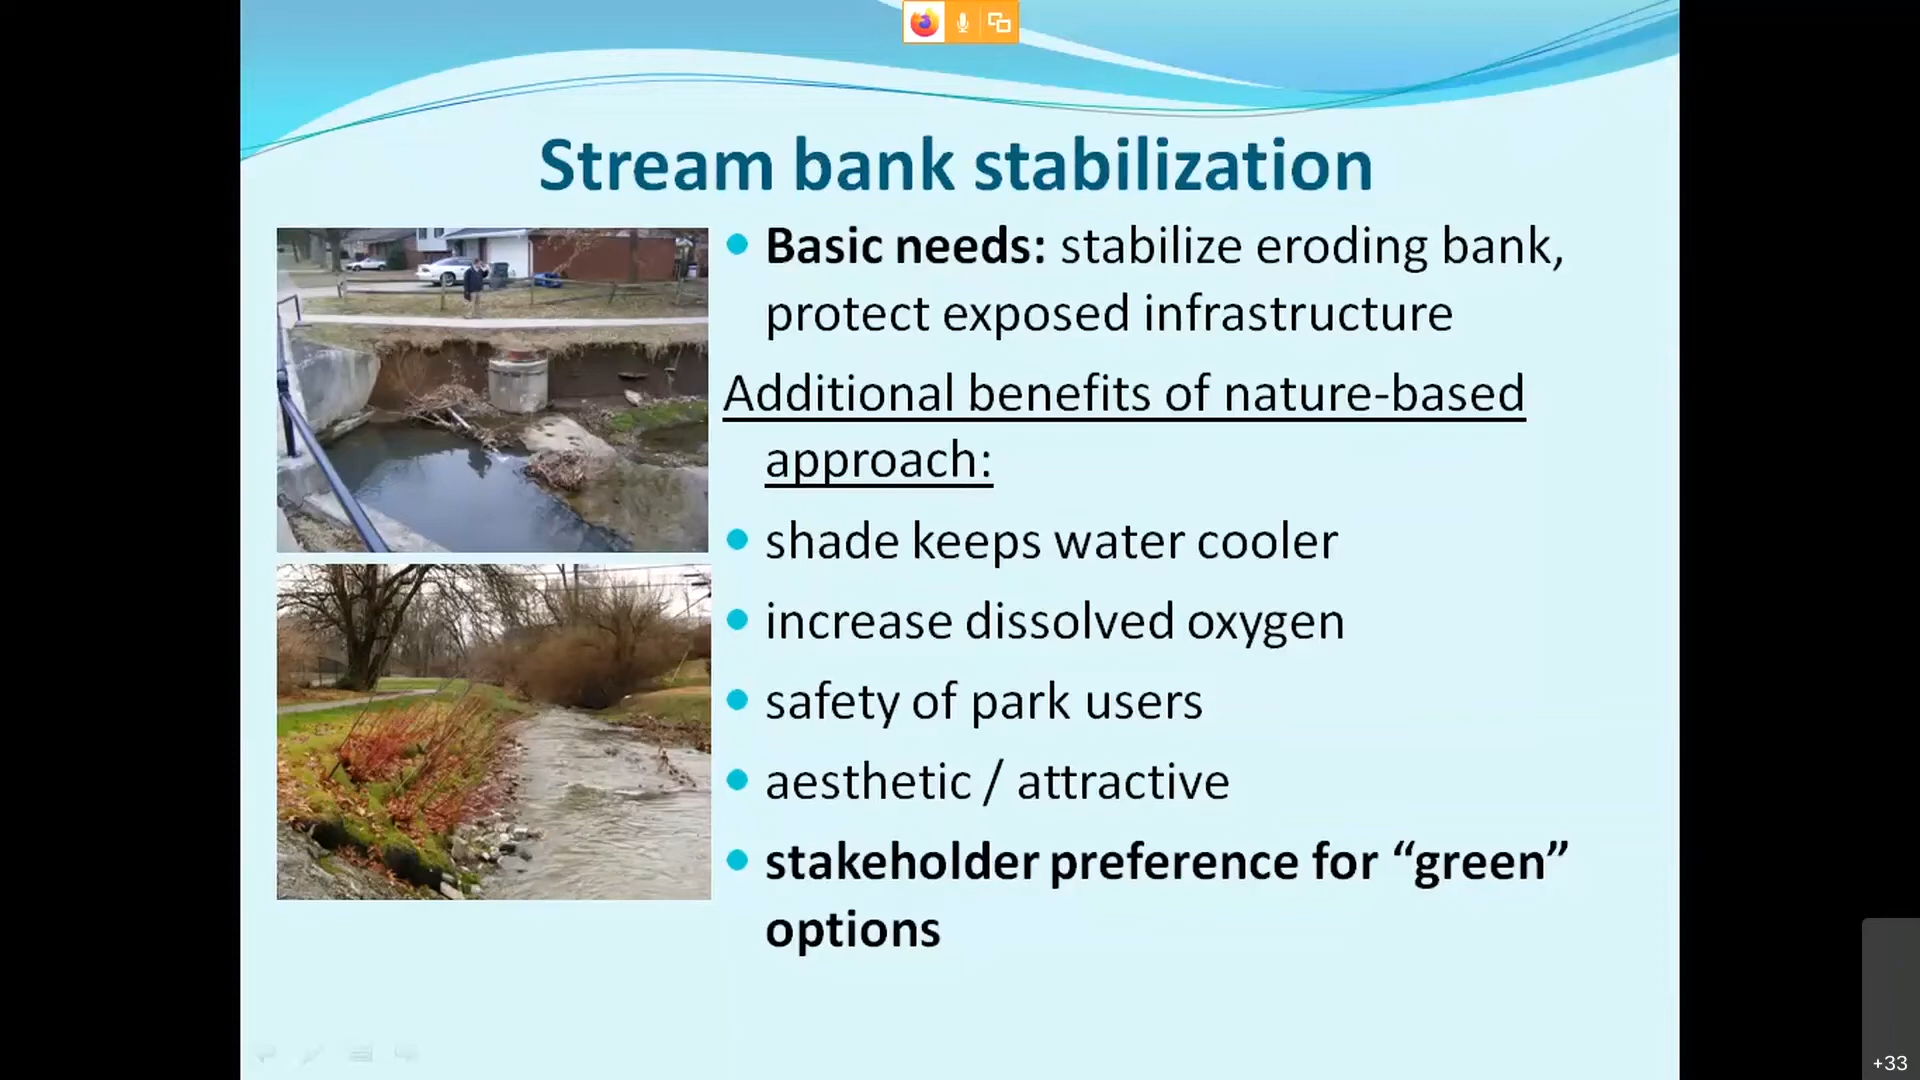 Stream bank stabilization
Basic needs: stabilize eroding bank,
protect exposed infrastructure
Additional benefits of nature-based
approach:
shade keeps water cooler
increase dissolved oxygen
safety of park users
aesthetic / attractive
stakeholder preference for “green”
options
+33